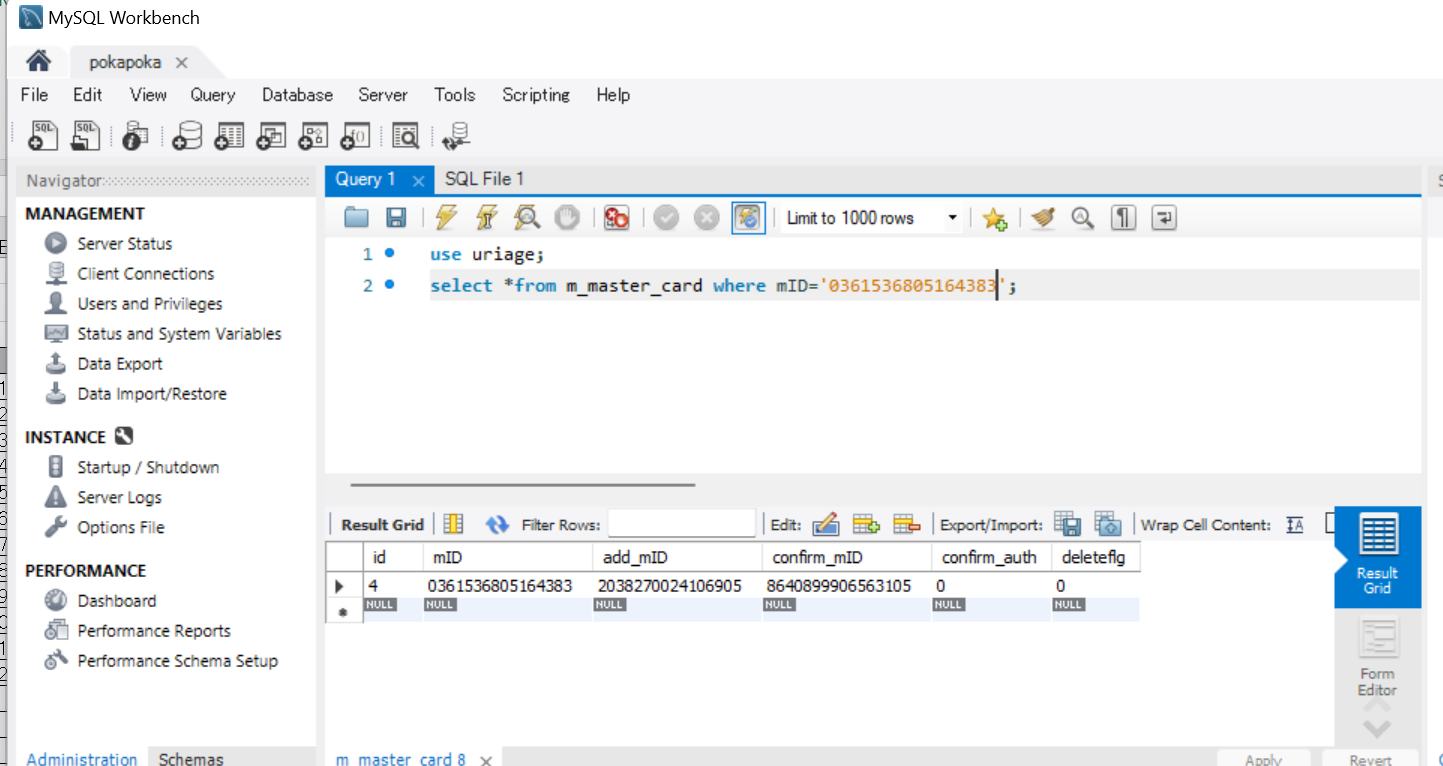 MySQL Workbench
pokapoka
File Edit View Query Database Server Tools Scripting Help
Navigator
MANAGEMENT
Server Status
Client Connections
Users and Privileges
Status and System Variables
Data Export
Data Import/Restore
INSTANCE
Startup / Shutdown
Server Logs
Options File
PERFORMANCE
Dashboard
Performance Reports
Performance Schema Setup
Administration Schemas
Query 1 SQL File 1
Limit to 1000 rows
1 use uriage;
2 select *from m_master_card where mID='0361536805164383';
Result Grid Filter Rows: Edit: Export/Import: Wrap Cell Content:
id mID add_mID confirm_mID confirm_auth deleteflg
4 0361536805164383 2038270024106905 8640899906563105 0 0
NULL NULL NULL NULL NULL NULL
Result
Grid
Form
Editor
m_master_card 8
Apply Revert